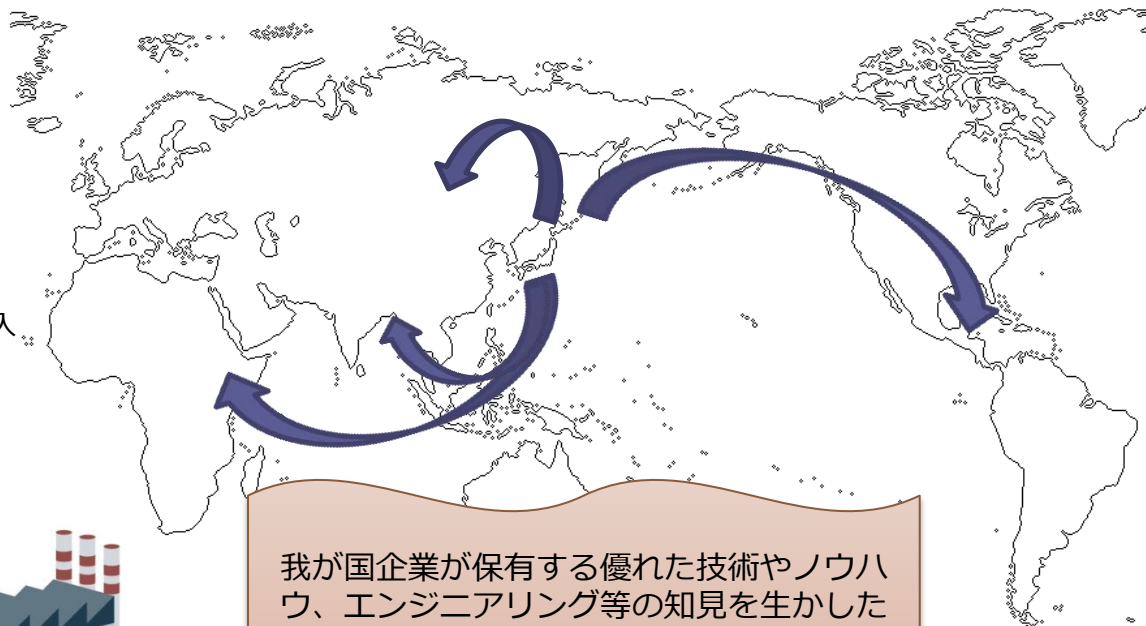 入
我が国企業が保有する優れた技術やノウハ
ウ、エンジニアリング等の知見を生かした